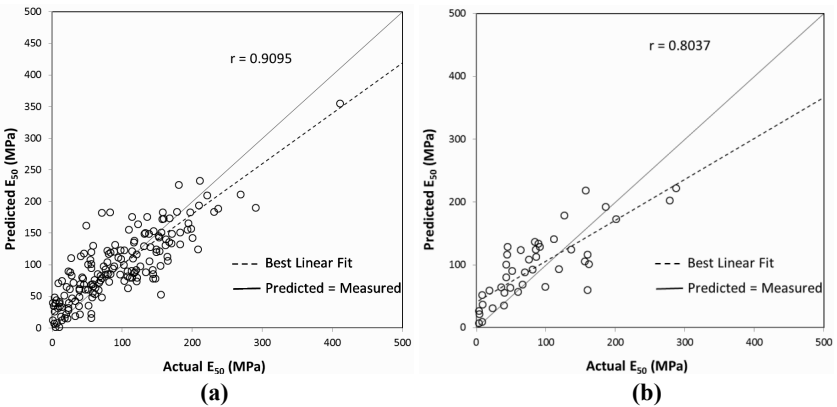 500
450
400
350
300
250
200
150
100
50
0
Predicted E₅₀ (MPa)
r = 0.9095
Best Linear Fit
Predicted = Measured
0 100 200 300 400 500
Actual E₅₀ (MPa)
(a)
500
400
300
200
100
0
Predicted E₅₀ (MPa)
r = 0.8037
Best Linear Fit
Predicted = Measured
0 100 200 300 400 500
Actual E₅₀ (MPa)
(b)